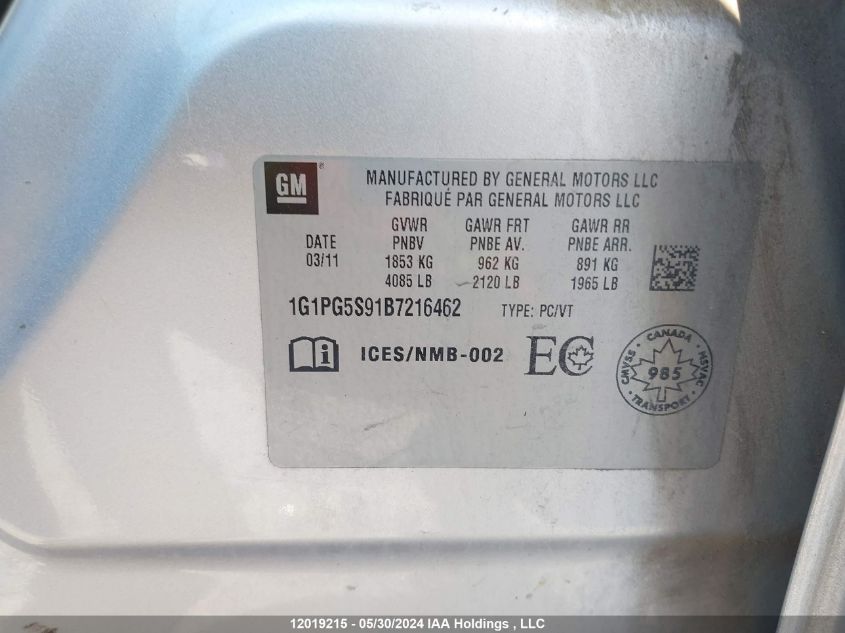 GM ®
MANUFACTURED BY GENERAL MOTORS LLC
FABRIQUÉ PAR GENERAL MOTORS LLC
GVWR GAWR FRT GAWR RR
DATE PNBV PNBE AV. PNBE ARR.
03/11 1853 KG 962 KG 891 KG
4085 LB 2120 LB 1965 LB
1G1PG5S91B7216462 TYPE: PC/VT
i ICES/NMB-002 EC
CANADA
CMVSS 985 NSVAC
TRANSPORT
12019215 - 05/30/2024 IAA Holdings , LLC